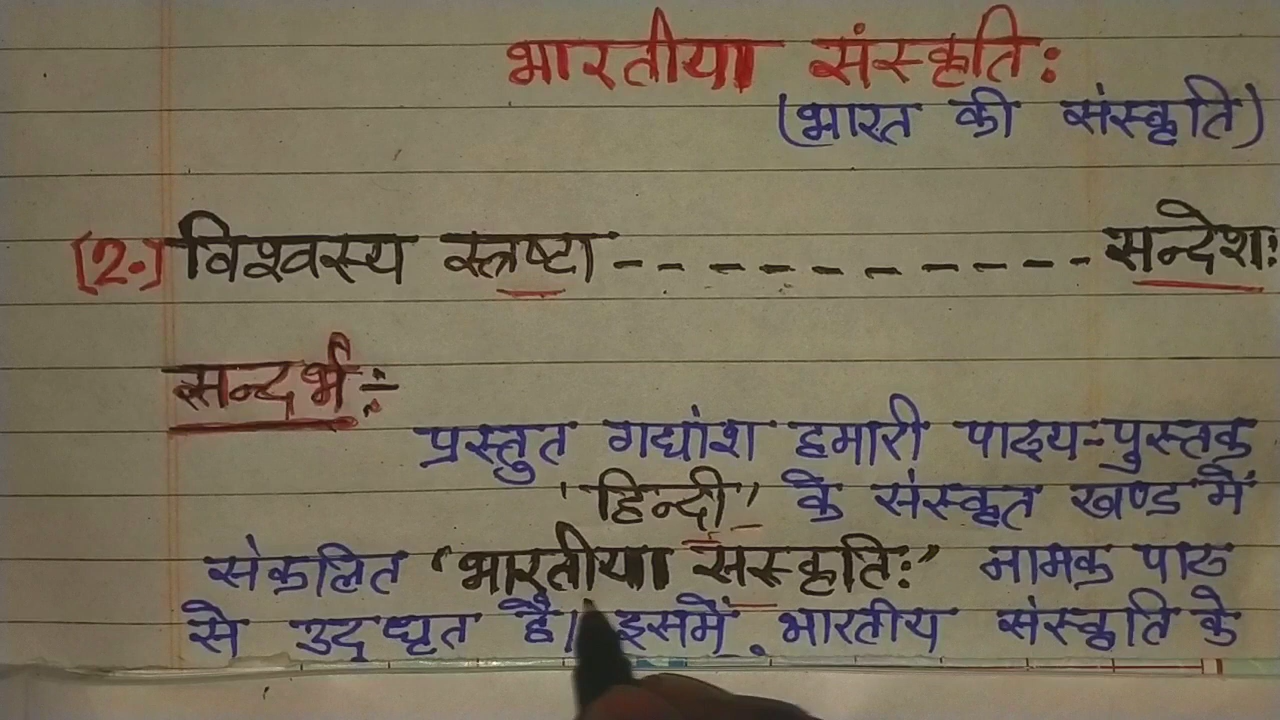 भारतीया संस्कृतिः
(भारत की संस्कृति)
(2.) विश्वस्य स्त्रष्टा ------------ सन्देशः
सन्दर्भ :-
प्रस्तुत गद्यांश हमारी पाठ्य-पुस्तक
'हिन्दी' के संस्कृत खण्ड में
संकलित 'भारतीया संस्कृतिः' नामक पाठ
से उद्धृत है। इसमें भारतीय संस्कृति के